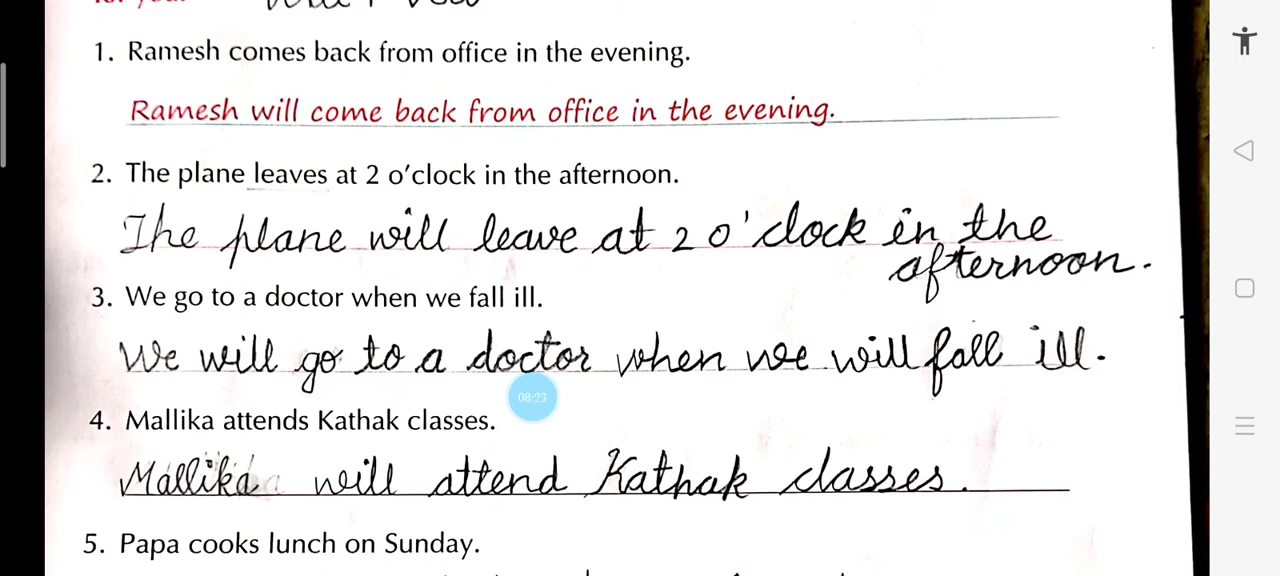 1. Ramesh comes back from office in the evening.
Ramesh will come back from office in the evening.
2. The plane leaves at 2 o'clock in the afternoon.
The plane will leave at 2 o'clock in the
afternoon.
3. We go to a doctor when we fall ill.
We will go to a doctor when we will fall ill.
08:23
4. Mallika attends Kathak classes.
Mallika will attend Kathak classes.
5. Papa cooks lunch on Sunday.